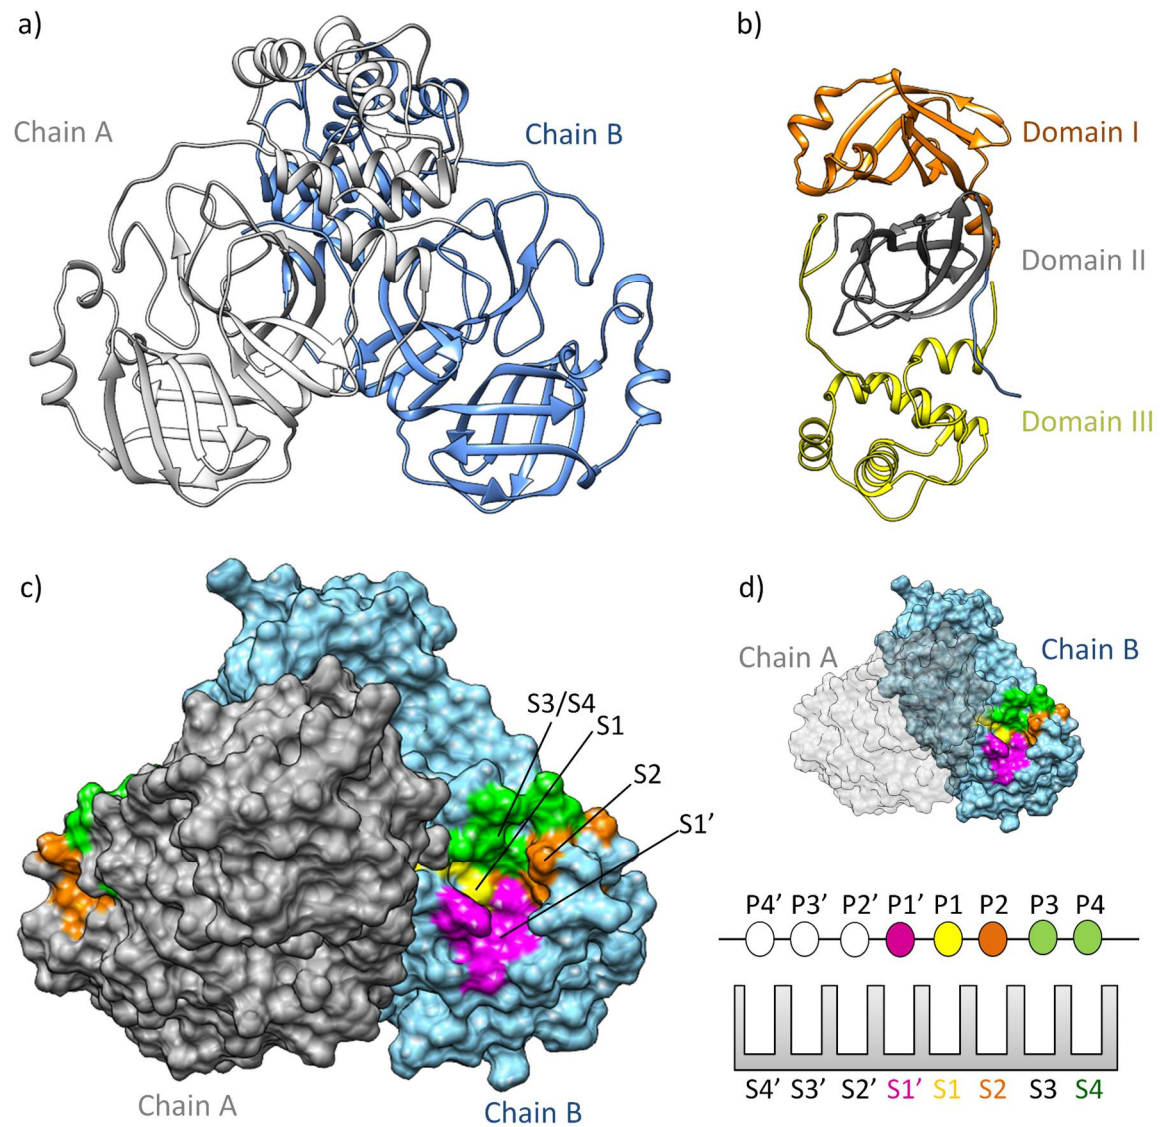 a)
Chain A
Chain B
b)
Domain I
Domain II
Domain III
c)
S3/S4
S1
S2
S1’
Chain A
Chain B
d)
Chain A
Chain B
P4’ P3’ P2’ P1’ P1 P2 P3 P4
S4’ S3’ S2’ S1’ S1 S2 S3 S4